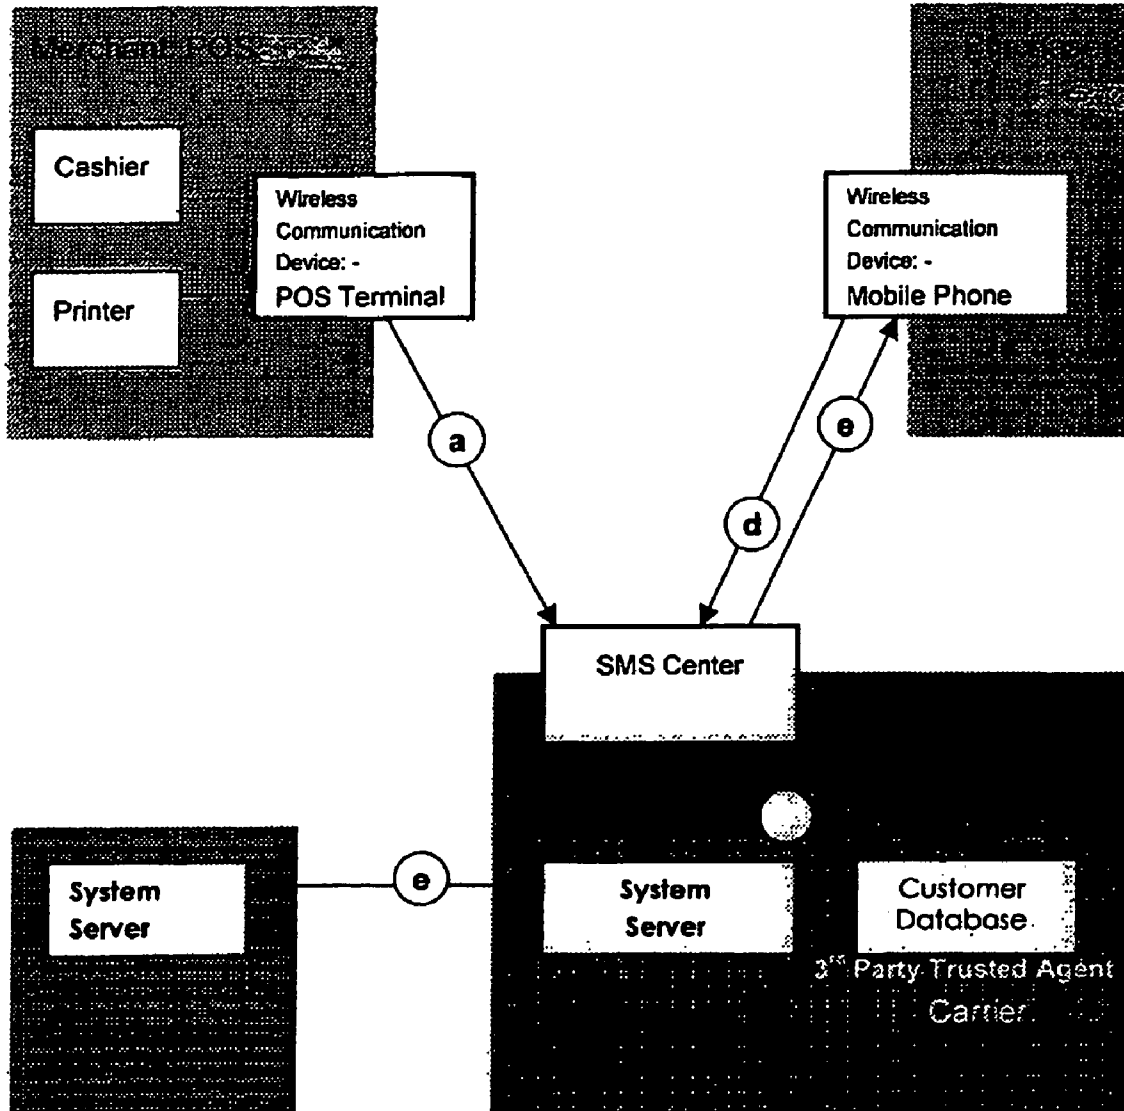 Merchant POS
Cashier
Printer
Wireless
Communication
Device: -
POS Terminal
Wireless
Communication
Device: -
Mobile Phone
a
e
d
SMS Center
e
System
Server
System
Server
Customer
Database
3rd Party Trusted Agent
Carrier